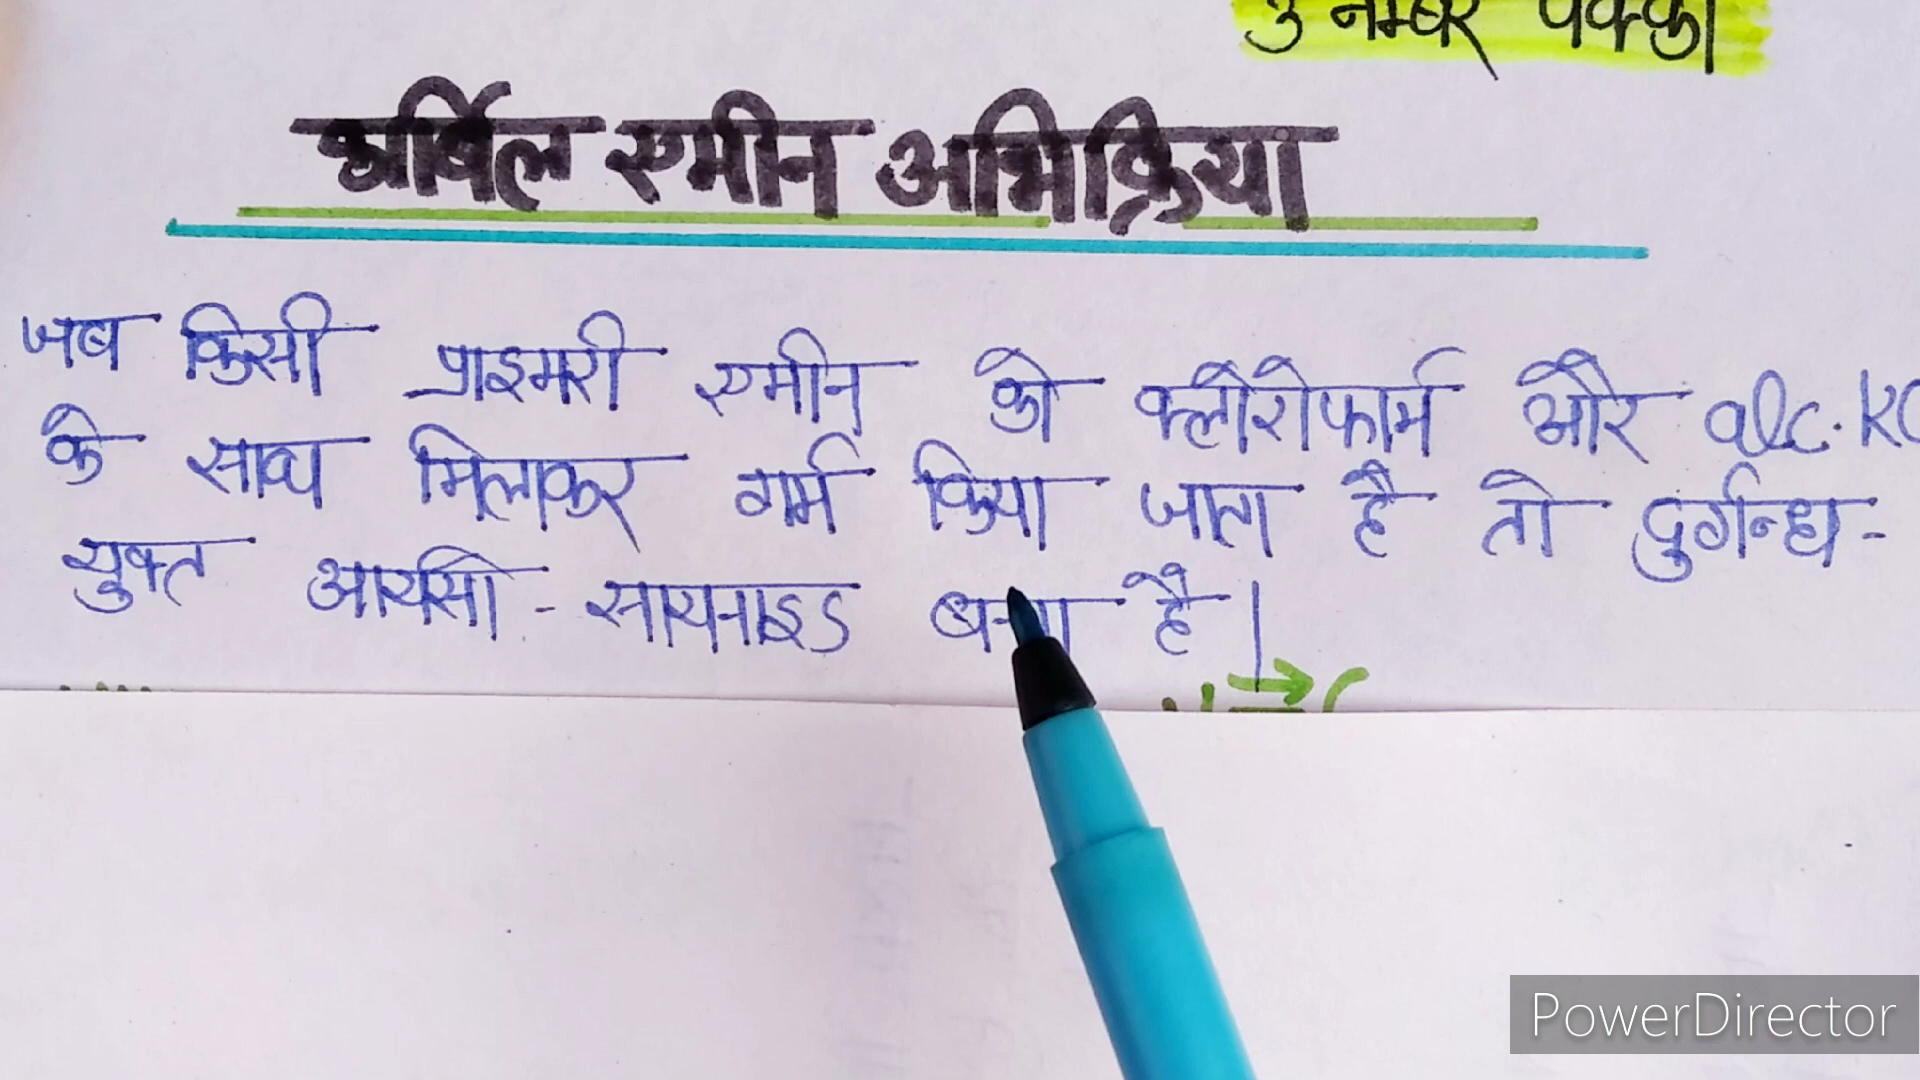 3 नम्बर पक्का
कार्बिल एमीन अभिक्रिया
जब किसी प्राइमरी एमीन को क्लोरोफार्म और alc. KO
के साथ मिलाकर गर्म किया जाता है तो दुर्गन्ध-
युक्त आयसो - सायनाइड बनता है।
PowerDirector